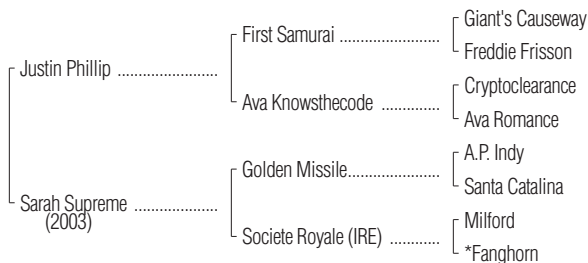 Giant's Causeway
First Samurai ........................
Freddie Frisson
Justin Phillip ........................
Cryptoclearance
Ava Knowsthecode ..................
Ava Romance
A.P. Indy
Golden Missile......................
Santa Catalina
Sarah Supreme ....................
(2003)
Milford
Societe Royale (IRE) ..............
*Fanghorn